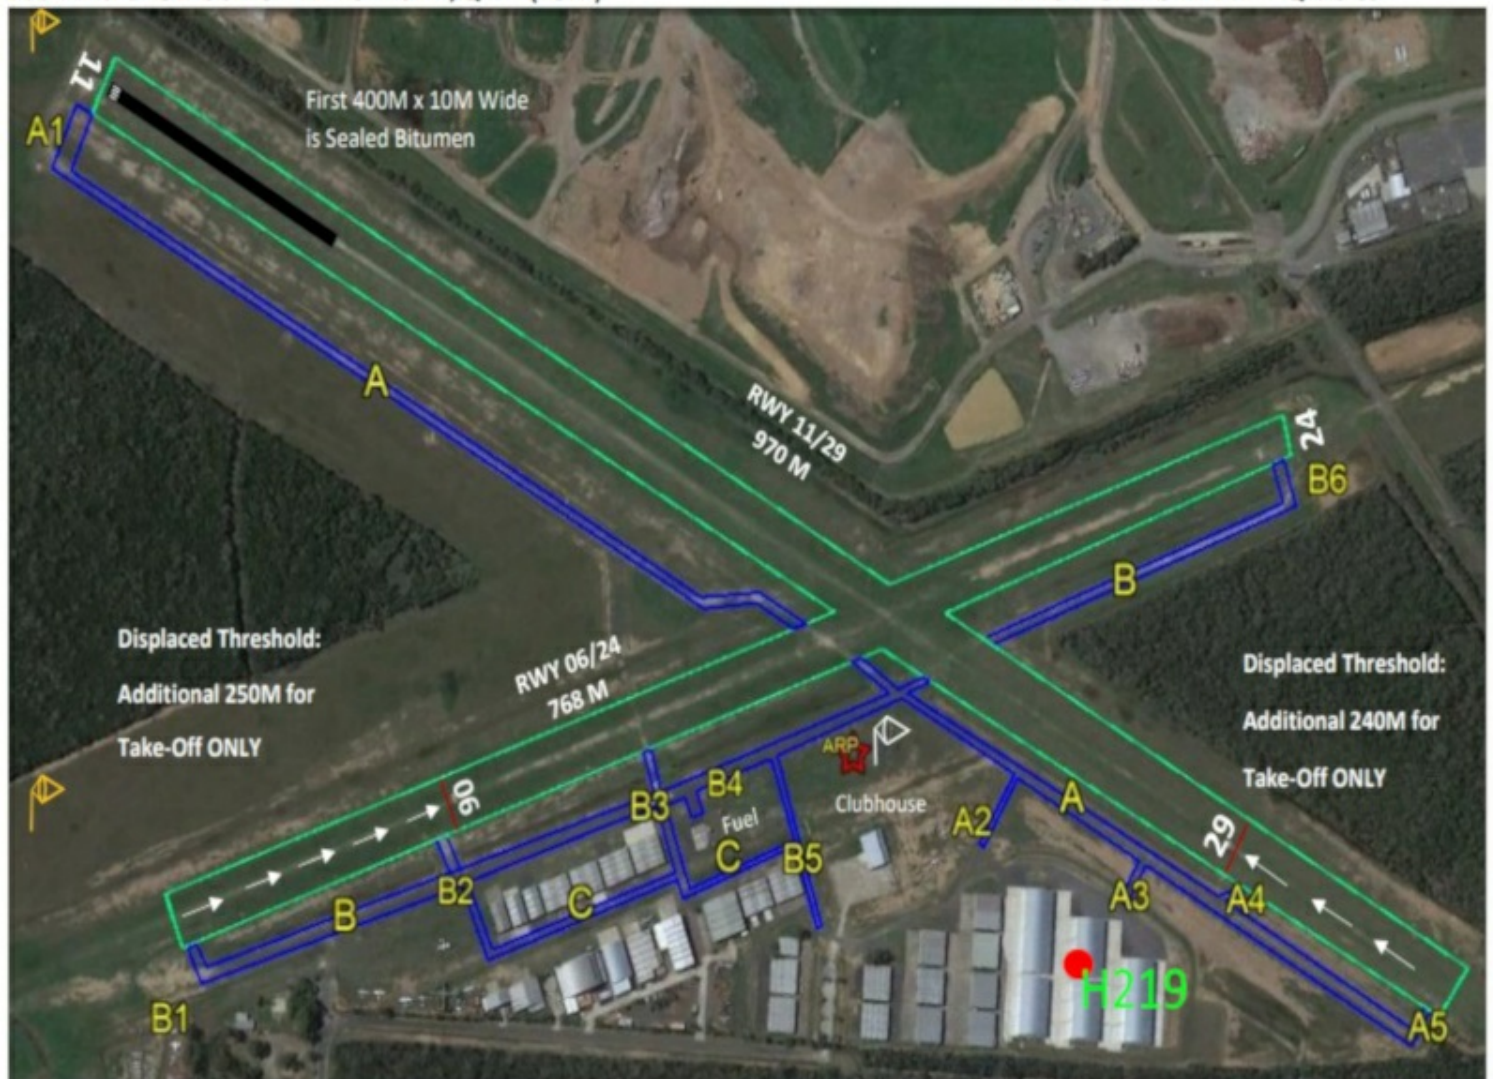 11
A1
First 400M x 10M Wide
is Sealed Bitumen
A
RWY 11/29
970 M
24
B6
B
Displaced Threshold:
Additional 250M for
Take-Off ONLY
RWY 06/24
768 M
Displaced Threshold:
Additional 240M for
Take-Off ONLY
ARP
Clubhouse
06
B3
B4
Fuel
C
B5
A2
A
29
A3
A4
B2
B
C
H219
B1
A5